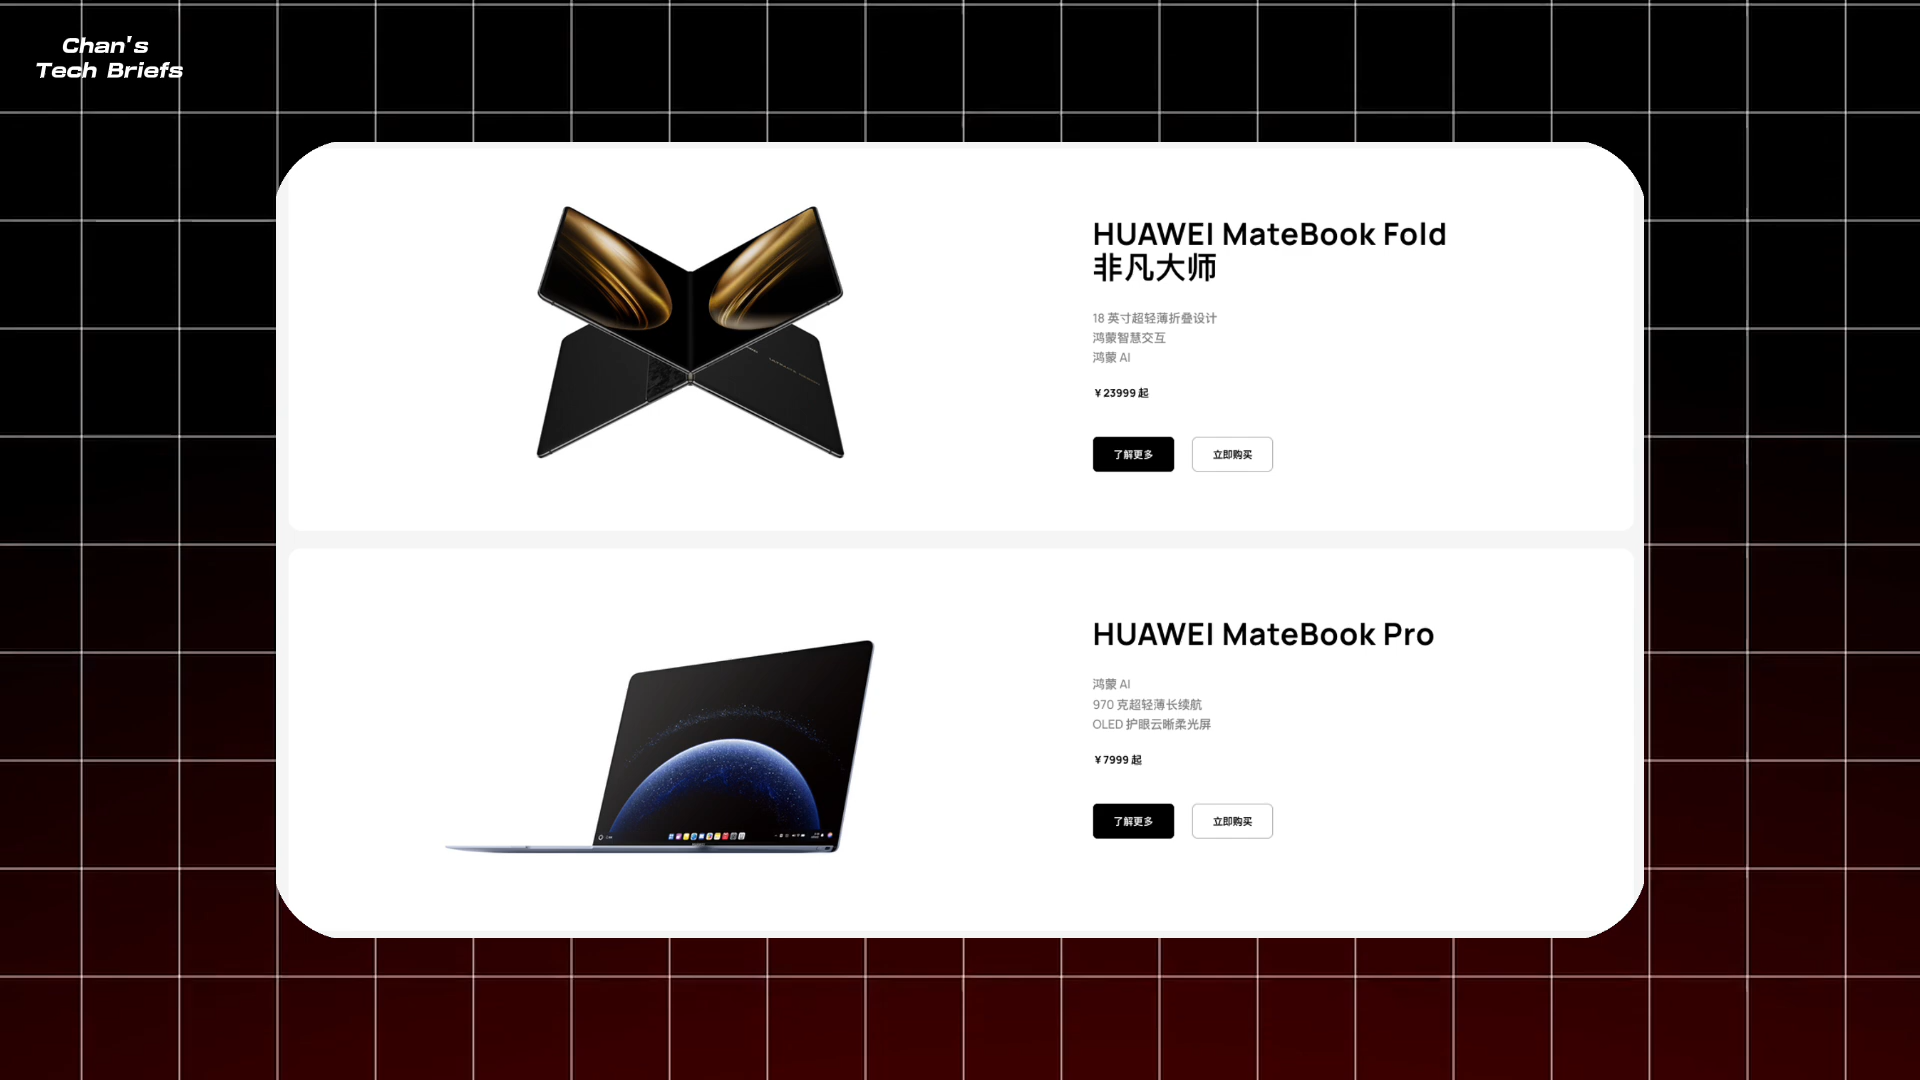 Chan's
Tech Briefs
HUAWEI MateBook Fold
非凡大师
18 英寸超轻薄折叠设计
鸿蒙智慧交互
鸿蒙 AI
￥23999 起
了解更多
立即购买
HUAWEI MateBook Pro
鸿蒙 AI
970 克超轻薄长续航
OLED 护眼云晰柔光屏
￥7999 起
了解更多
立即购买